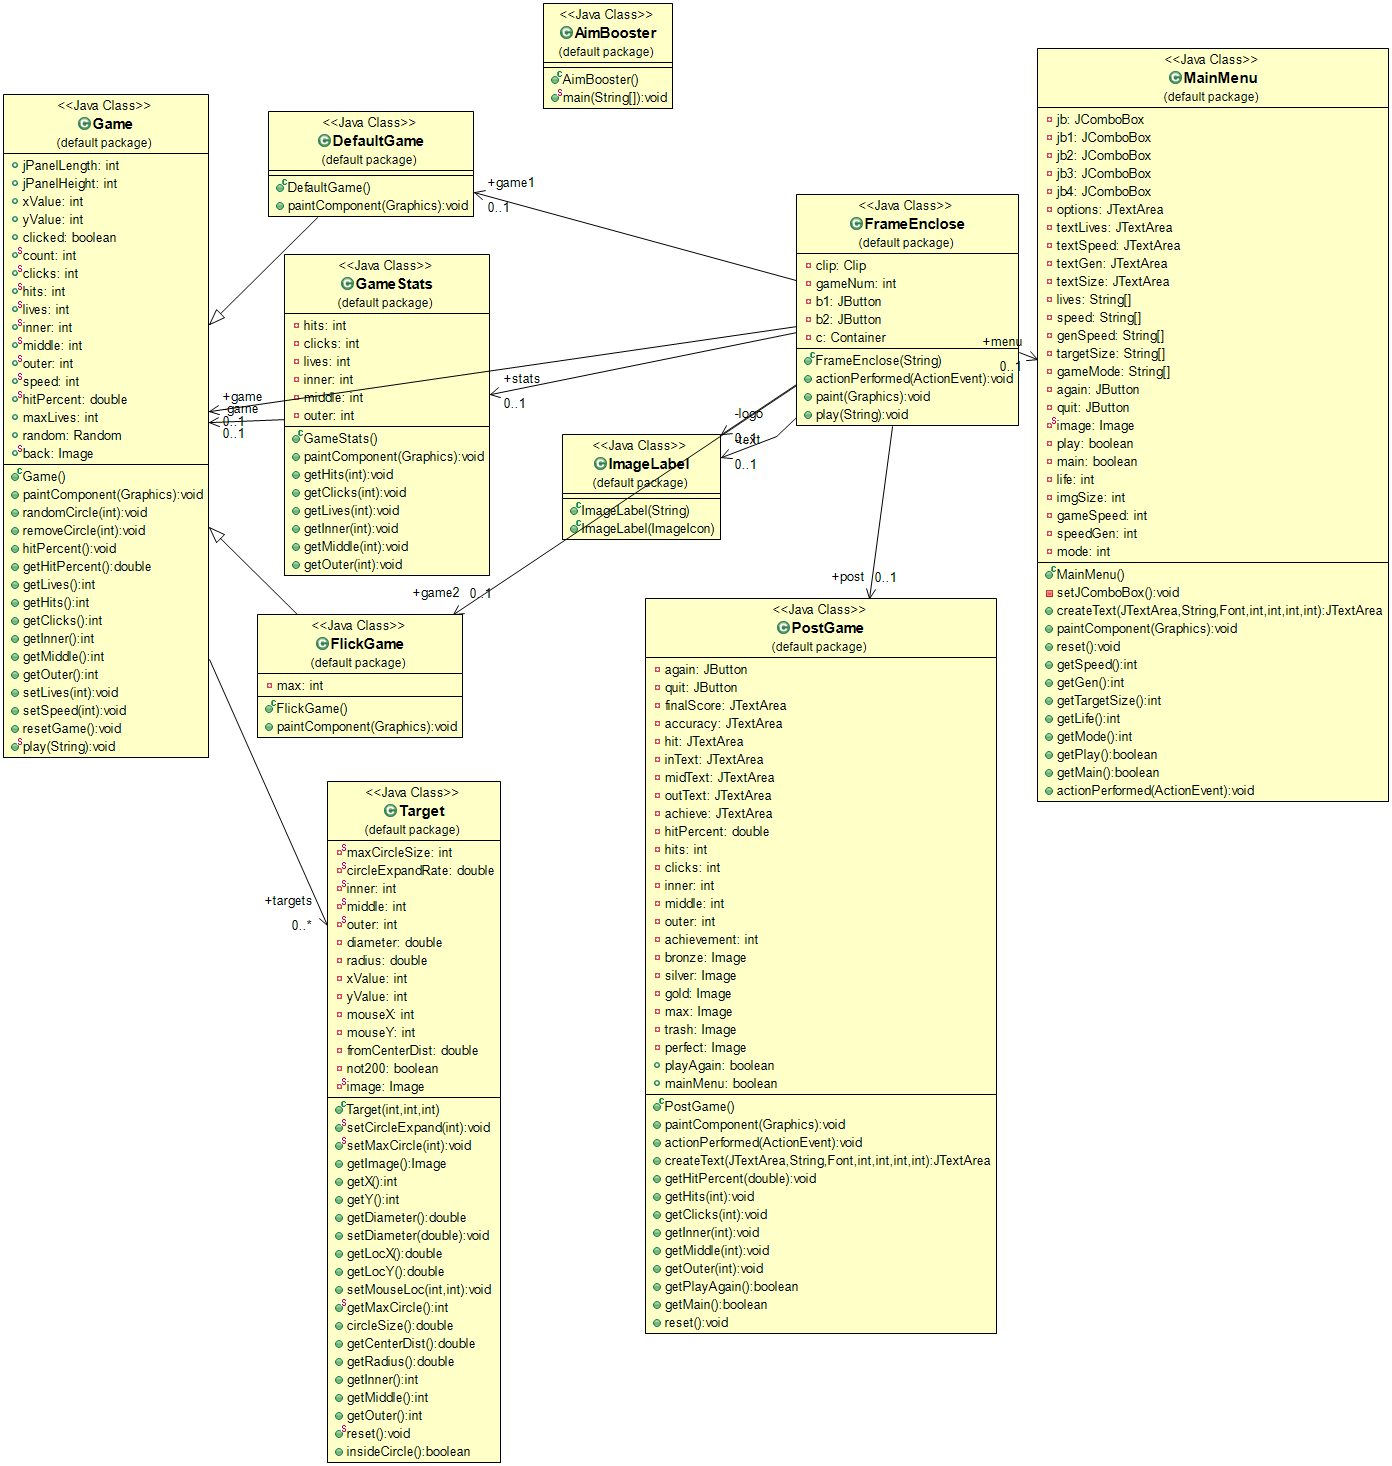 <<Java Class>>
AimBooster
(default package)
AimBooster()
main(String[]):void
<<Java Class>>
MainMenu
(default package)
jb: JComboBox
jb1: JComboBox
jb2: JComboBox
jb3: JComboBox
jb4: JComboBox
options: JTextArea
textLives: JTextArea
textSpeed: JTextArea
textGen: JTextArea
textSize: JTextArea
lives: String[]
speed: String[]
genSpeed: String[]
targetSize: String[]
gameMode: String[]
again: JButton
quit: JButton
image: Image
play: boolean
main: boolean
life: int
imgSize: int
gameSpeed: int
speedGen: int
mode: int
MainMenu()
setJComboBox():void
createText(JTextArea,String,Font,int,int,int,int):JTextArea
paintComponent(Graphics):void
reset():void
getSpeed():int
getGen():int
getTargetSize():int
getLife():int
getMode():int
getPlay():boolean
getMain():boolean
actionPerformed(ActionEvent):void
<<Java Class>>
Game
(default package)
jPanelLength: int
jPanelHeight: int
xValue: int
yValue: int
clicked: boolean
count: int
clicks: int
hits: int
lives: int
inner: int
middle: int
outer: int
speed: int
hitPercent: double
maxLives: int
random: Random
back: Image
Game()
paintComponent(Graphics):void
randomCircle(int):void
removeCircle(int):void
hitPercent():void
getHitPercent():double
getLives():int
getHits():int
getClicks():int
getInner():int
getMiddle():int
getOuter():int
setLives(int):void
setSpeed(int):void
resetGame():void
play(String):void
<<Java Class>>
DefaultGame
(default package)
DefaultGame()
paintComponent(Graphics):void
+game1
0..1
<<Java Class>>
FrameEnclose
(default package)
clip: Clip
gameNum: int
b1: JButton
b2: JButton
c: Container
FrameEnclose(String)
actionPerformed(ActionEvent):void
paint(Graphics):void
play(String):void
+menu
0..1
<<Java Class>>
GameStats
(default package)
hits: int
clicks: int
lives: int
inner: int
middle: int
outer: int
GameStats()
paintComponent(Graphics):void
getHits(int):void
getClicks(int):void
getLives(int):void
getInner(int):void
getMiddle(int):void
getOuter(int):void
+stats
0..1
+game
game
0..1
0..1
-logo
0..1
-text
0..1
<<Java Class>>
ImageLabel
(default package)
ImageLabel(String)
ImageLabel(ImageIcon)
+game2
0..1
+post
0..1
<<Java Class>>
FlickGame
(default package)
max: int
FlickGame()
paintComponent(Graphics):void
<<Java Class>>
PostGame
(default package)
again: JButton
quit: JButton
finalScore: JTextArea
accuracy: JTextArea
hit: JTextArea
inText: JTextArea
midText: JTextArea
outText: JTextArea
achieve: JTextArea
hitPercent: double
hits: int
clicks: int
inner: int
middle: int
outer: int
achievement: int
bronze: Image
silver: Image
gold: Image
max: Image
trash: Image
perfect: Image
playAgain: boolean
mainMenu: boolean
PostGame()
paintComponent(Graphics):void
actionPerformed(ActionEvent):void
createText(JTextArea,String,Font,int,int,int,int):JTextArea
getHitPercent(double):void
getHits(int):void
getClicks(int):void
getInner(int):void
getMiddle(int):void
getOuter(int):void
getPlayAgain():boolean
getMain():boolean
reset():void
+targets
0..*
<<Java Class>>
Target
(default package)
maxCircleSize: int
circleExpandRate: double
inner: int
middle: int
outer: int
diameter: double
radius: double
xValue: int
yValue: int
mouseX: int
mouseY: int
fromCenterDist: double
not200: boolean
image: Image
Target(int,int,int)
setCircleExpand(int):void
setMaxCircle(int):void
getImage():Image
getX():int
getY():int
getDiameter():double
setDiameter(double):void
getLocX():double
getLocY():double
setMouseLoc(int,int):void
getMaxCircle():int
circleSize():double
getCenterDist():double
getRadius():double
getInner():int
getMiddle():int
getOuter():int
reset():void
insideCircle():boolean